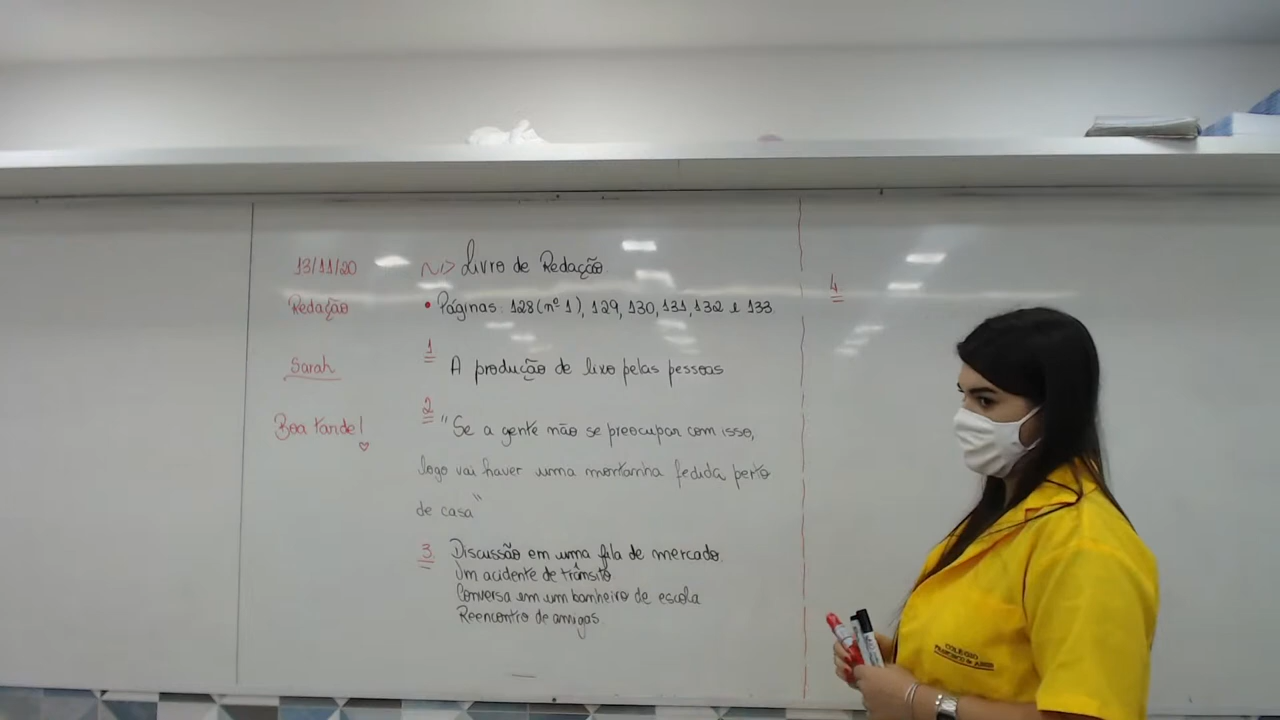 13/11/20
Redação
Sarah
Boa tarde!
Livro de Redação
• Páginas: 128 (nº 1), 129, 130, 131, 132 e 133
1
A produção de lixo pelas pessoas
2
"Se a gente não se preocupar com isso,
logo vai haver uma montanha fedida perto
de casa"
3
Discussão em uma fila de mercado.
Um acidente de trânsito
Conversa em um banheiro de escola
Reencontro de amigos.
4
COLÉGIO